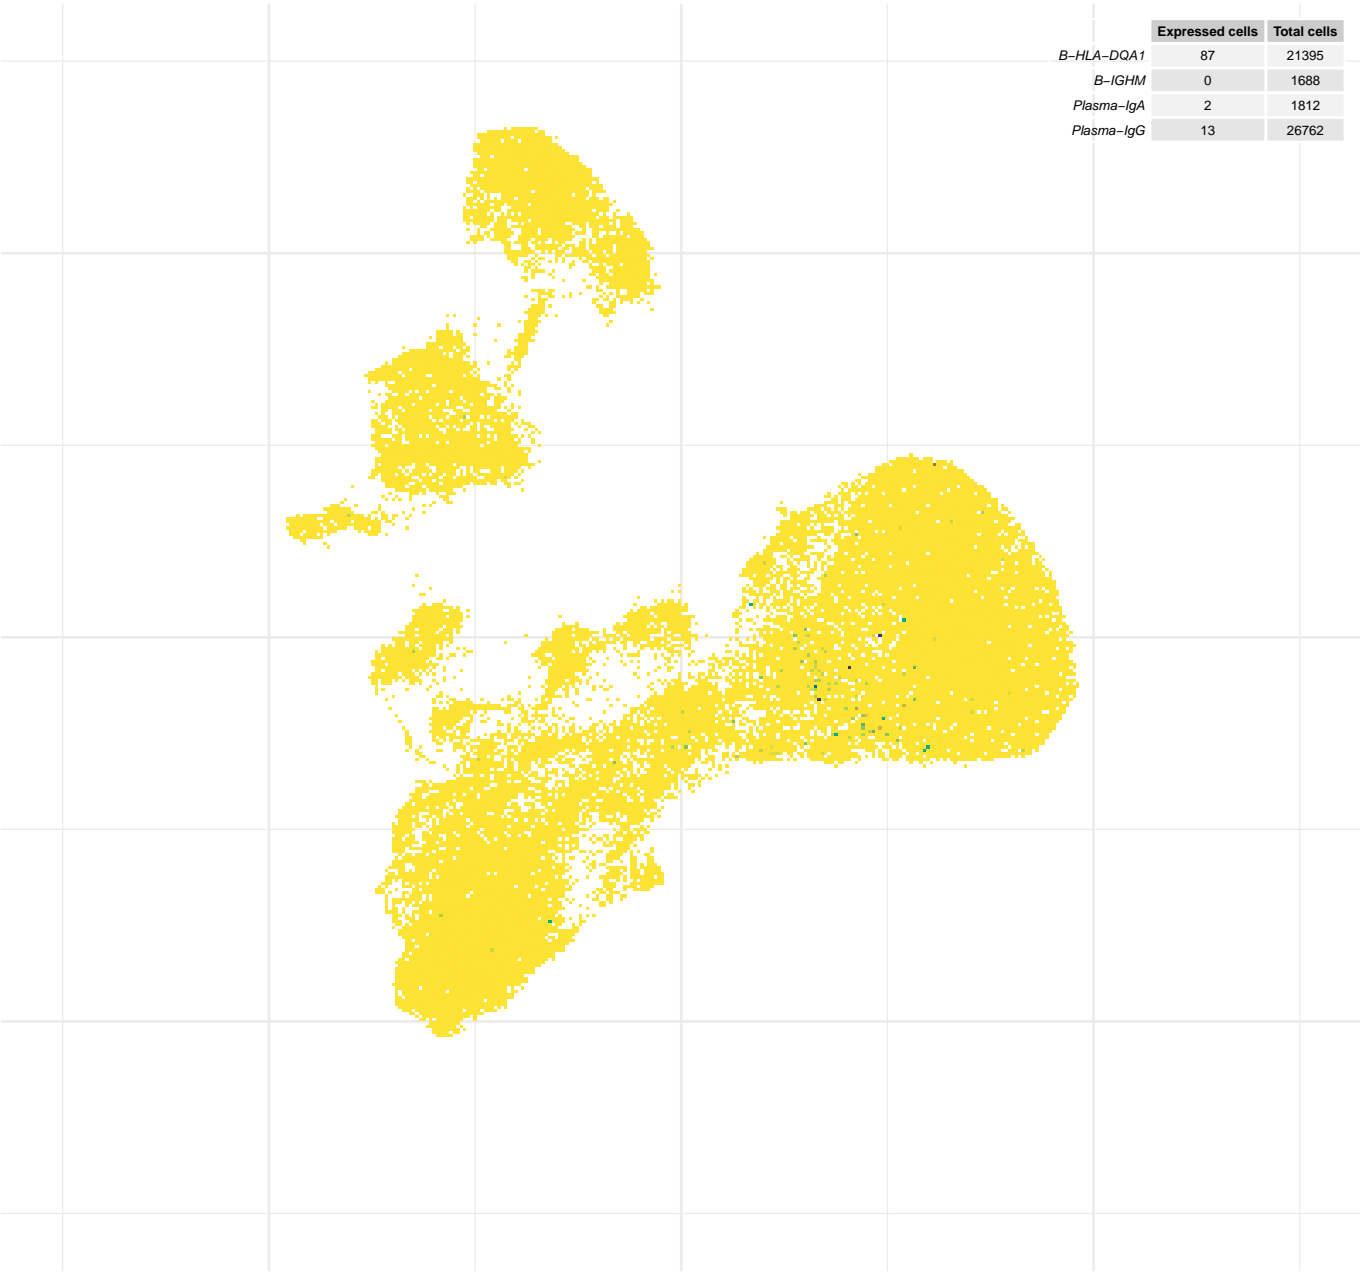 Expressed cells Total cells
B−HLA−DQA1 87 21395
B−IGHM 0 1688
Plasma−IgA 2 1812
Plasma−IgG 13 26762